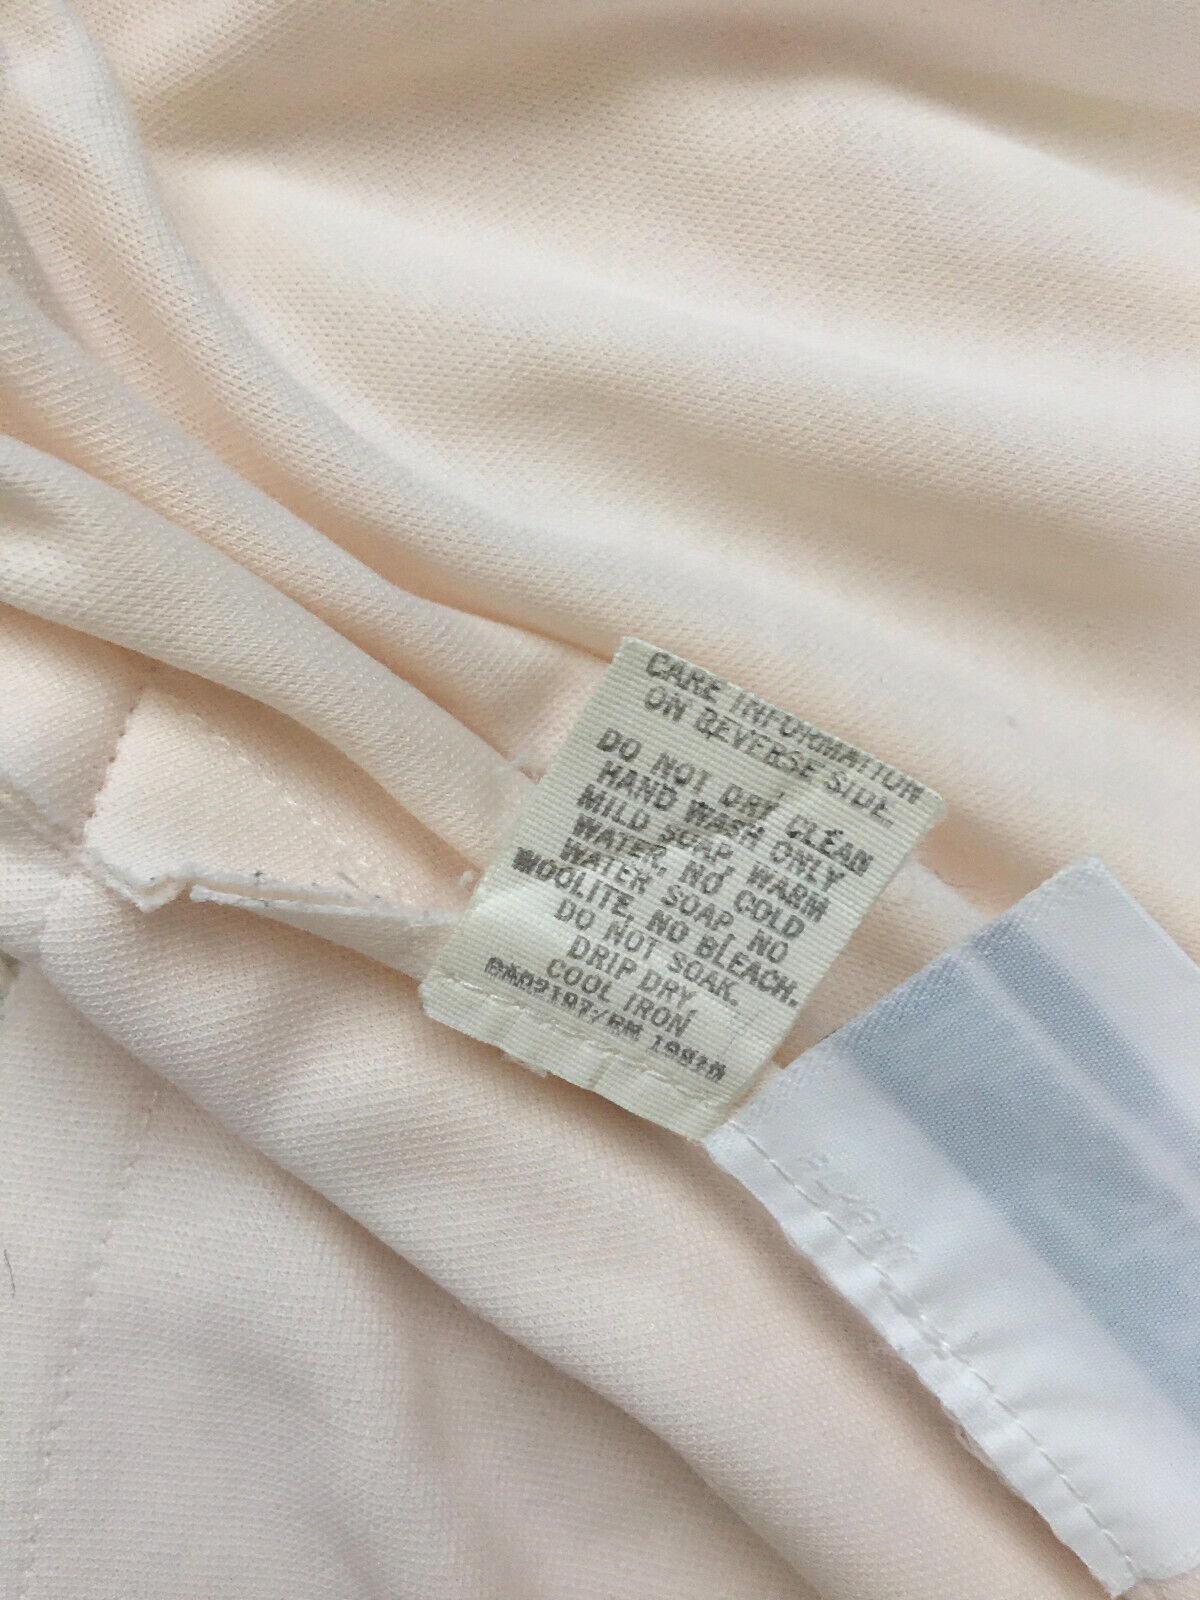 CARE INFORMATION
ON REVERSE SIDE.
DO NOT DRY CLEAN
HAND WASH ONLY
MILD SOAP, WARM
WATER, NO COLD
WATER SOAP, NO
WOOLITE, NO BLEACH.
DO NOT SOAK.
DRIP DRY,
COOL IRON